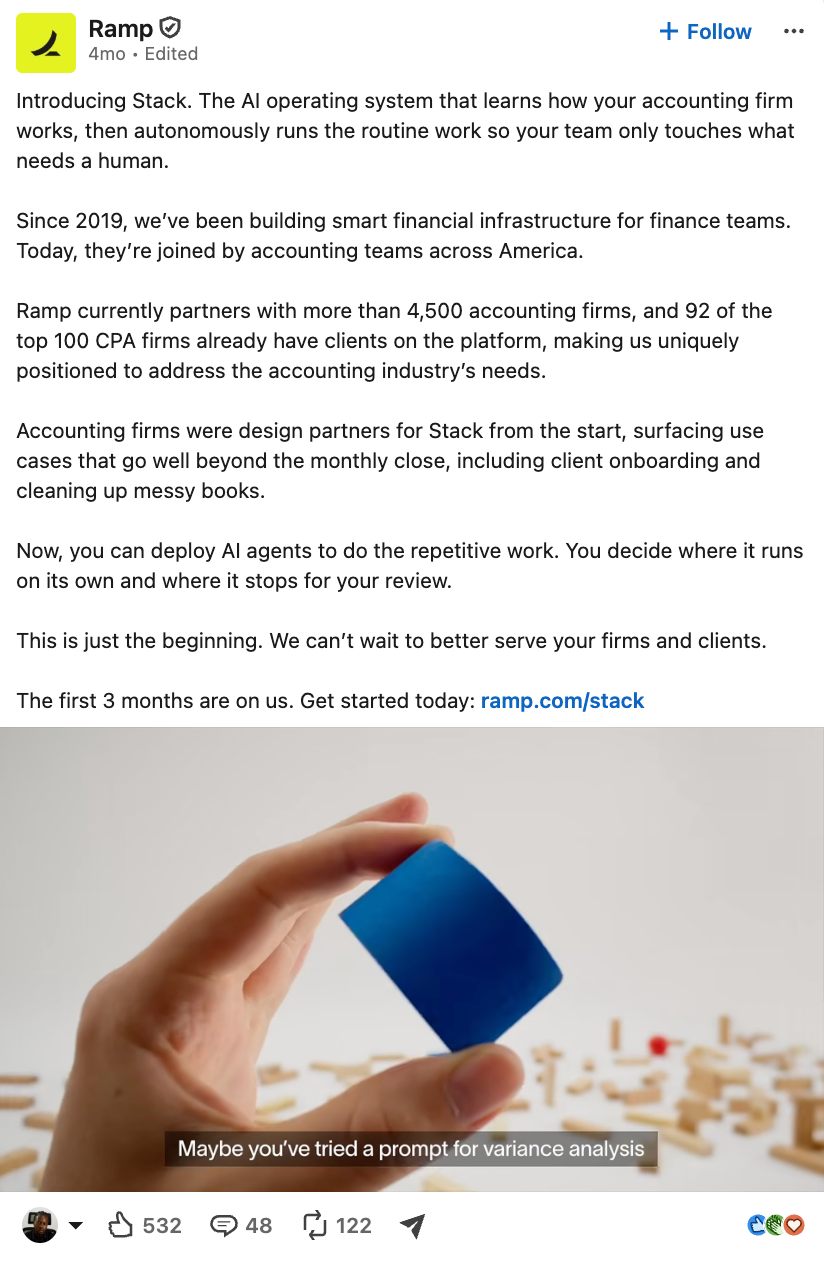 Ramp
+ Follow
4mo • Edited
Introducing Stack. The AI operating system that learns how your accounting firm
works, then autonomously runs the routine work so your team only touches what
needs a human.
Since 2019, we’ve been building smart financial infrastructure for finance teams.
Today, they’re joined by accounting teams across America.
Ramp currently partners with more than 4,500 accounting firms, and 92 of the
top 100 CPA firms already have clients on the platform, making us uniquely
positioned to address the accounting industry’s needs.
Accounting firms were design partners for Stack from the start, surfacing use
cases that go well beyond the monthly close, including client onboarding and
cleaning up messy books.
Now, you can deploy AI agents to do the repetitive work. You decide where it runs
on its own and where it stops for your review.
This is just the beginning. We can’t wait to better serve your firms and clients.
The first 3 months are on us. Get started today: ramp.com/stack
Maybe you’ve tried a prompt for variance analysis
532 48 122